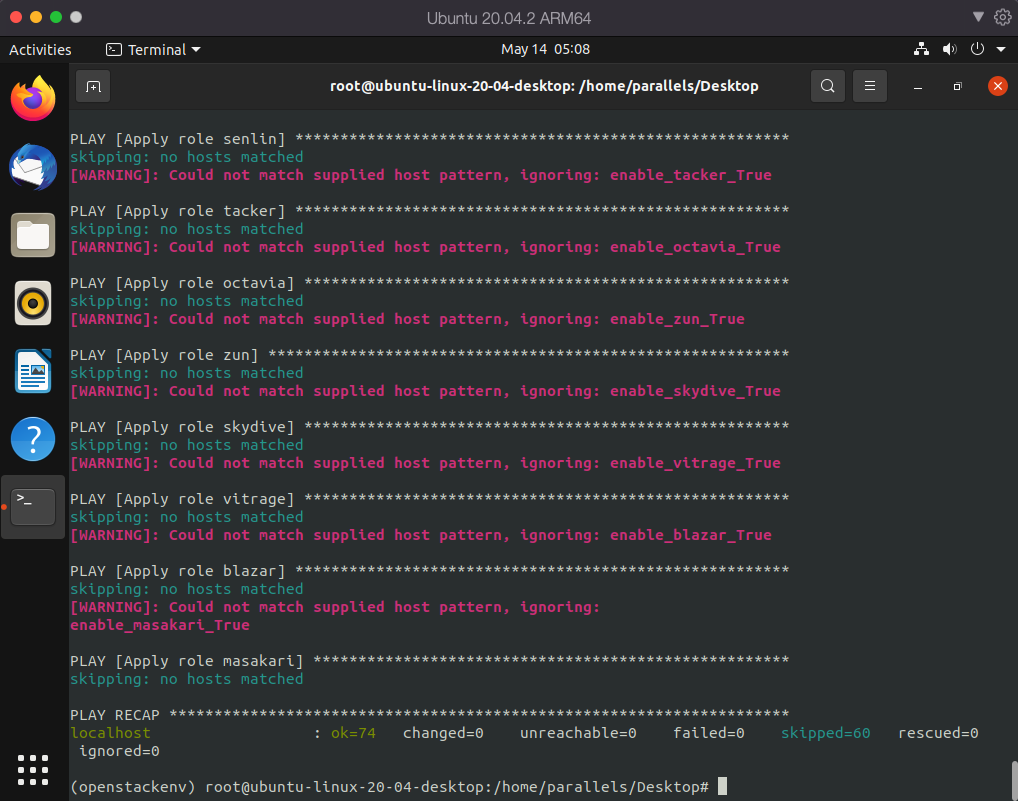 Ubuntu 20.04.2 ARM64
Activities Terminal May 14 05:08
root@ubuntu-linux-20-04-desktop: /home/parallels/Desktop
PLAY [Apply role senlin] *******************************************************
skipping: no hosts matched
[WARNING]: Could not match supplied host pattern, ignoring: enable_tacker_True
PLAY [Apply role tacker] *******************************************************
skipping: no hosts matched
[WARNING]: Could not match supplied host pattern, ignoring: enable_octavia_True
PLAY [Apply role octavia] ******************************************************
skipping: no hosts matched
[WARNING]: Could not match supplied host pattern, ignoring: enable_zun_True
PLAY [Apply role zun] **********************************************************
skipping: no hosts matched
[WARNING]: Could not match supplied host pattern, ignoring: enable_skydive_True
PLAY [Apply role skydive] ******************************************************
skipping: no hosts matched
[WARNING]: Could not match supplied host pattern, ignoring: enable_vitrage_True
PLAY [Apply role vitrage] ******************************************************
skipping: no hosts matched
[WARNING]: Could not match supplied host pattern, ignoring: enable_blazar_True
PLAY [Apply role blazar] *******************************************************
skipping: no hosts matched
[WARNING]: Could not match supplied host pattern, ignoring:
enable_masakari_True
PLAY [Apply role masakari] *****************************************************
skipping: no hosts matched
PLAY RECAP *********************************************************************
localhost                  : ok=74   changed=0    unreachable=0    failed=0    skipped=60   rescued=0
 ignored=0
(openstackenv) root@ubuntu-linux-20-04-desktop:/home/parallels/Desktop#